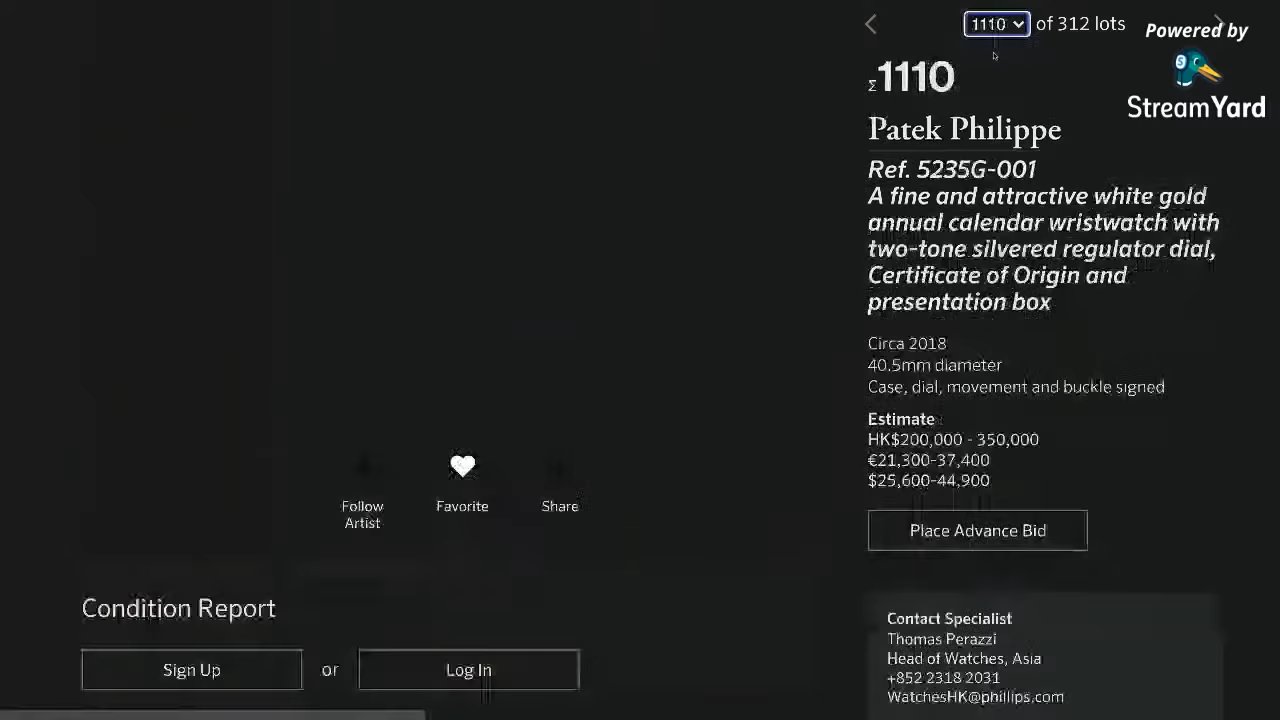 1110 of 312 lots
Powered by
StreamYard
Σ1110
Patek Philippe
Ref. 5235G-001
A fine and attractive white gold
annual calendar wristwatch with
two-tone silvered regulator dial,
Certificate of Origin and
presentation box
Circa 2018
40.5mm diameter
Case, dial, movement and buckle signed
Estimate
HK$200,000 - 350,000
€21,300-37,400
$25,600-44,900
Place Advance Bid
Follow
Artist
Favorite
Share
Condition Report
Sign Up or Log In
Contact Specialist
Thomas Perazzi
Head of Watches, Asia
+852 2318 2031
WatchesHK@phillips.com